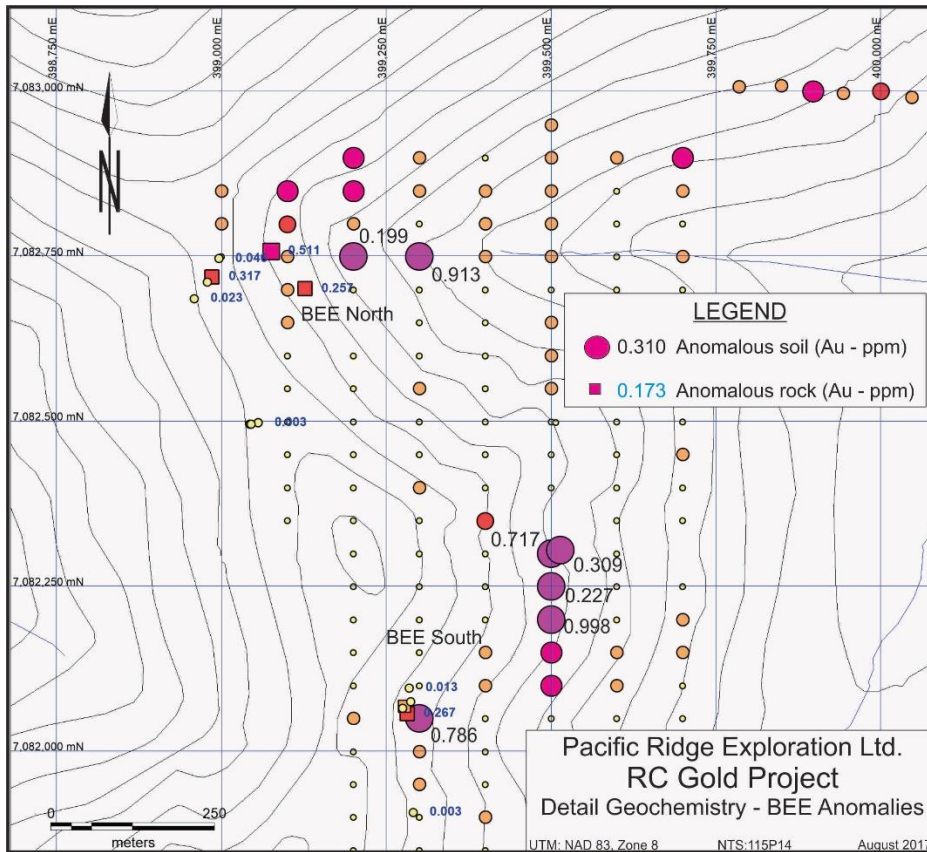 398.750 mE
399.000 mE
399.250 mE
399.500 mE
399.750 mE
400.000 mE
7.083.000 mN
N
0.199
7.082.750 mN
0.511
0.913
0.317
0.257
0.023
BEE North
LEGEND
0.310 Anomalous soil (Au - ppm)
0.173 Anomalous rock (Au - ppm)
7.082.500 mN
0.003
0.717
0.309
7.082.250 mN
0.227
0.998
BEE South
0.013
0.267
0.786
7.082.000 mN
0.003
0
250
meters
Pacific Ridge Exploration Ltd.
RC Gold Project
Detail Geochemistry - BEE Anomalies
UTM: NAD 83, Zone 8 NTS:115P14 August 2017